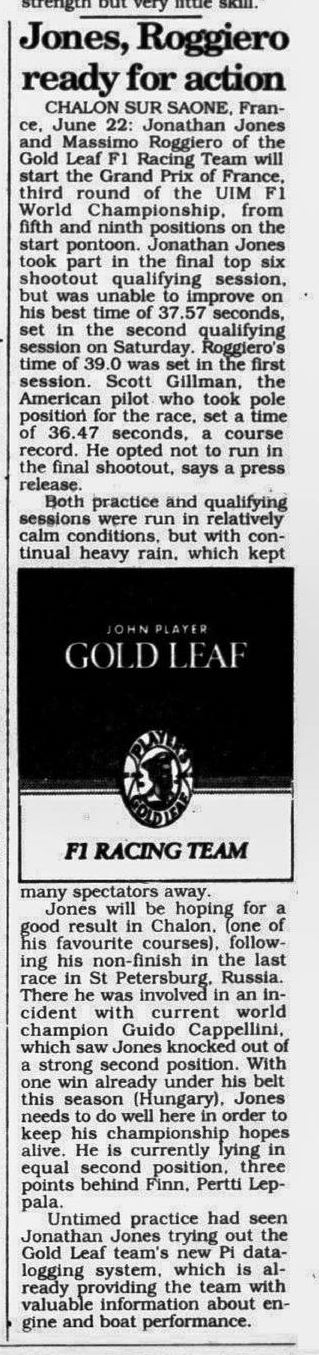 strength but very little skill."
Jones, Roggiero
ready for action
CHALON SUR SAONE, Fran-
ce, June 22: Jonathan Jones
and Massimo Roggiero of the
Gold Leaf F1 Racing Team will
start the Grand Prix of France,
third round of the UIM F1
World Championship, from
fifth and ninth positions on the
start pontoon. Jonathan Jones
took part in the final top six
shootout qualifying session,
but was unable to improve on
his best time of 37.57 seconds,
set in the second qualifying
session on Saturday. Roggiero's
time of 39.0 was set in the first
session. Scott Gillman, the
American pilot who took pole
position for the race, set a time
of 36.47 seconds, a course
record. He opted not to run in
the final shootout, says a press
release.
Both practice and qualifying
sessions were run in relatively
calm conditions, but with con-
tinual heavy rain, which kept
JOHN PLAYER
GOLD LEAF
PLAYER'S
GOLD LEAF
F1 RACING TEAM
many spectators away.
Jones will be hoping for a
good result in Chalon, (one of
his favourite courses), follow-
ing his non-finish in the last
race in St Petersburg, Russia.
There he was involved in an in-
cident with current world
champion Guido Cappellini,
which saw Jones knocked out of
a strong second position. With
one win already under his belt
this season (Hungary), Jones
needs to do well here in order to
keep his championship hopes
alive. He is currently lying in
equal second position, three
points behind Finn, Pertti Lep-
pala.
Untimed practice had seen
Jonathan Jones trying out the
Gold Leaf team's new Pi data-
logging system, which is al-
ready providing the team with
valuable information about en-
gine and boat performance.